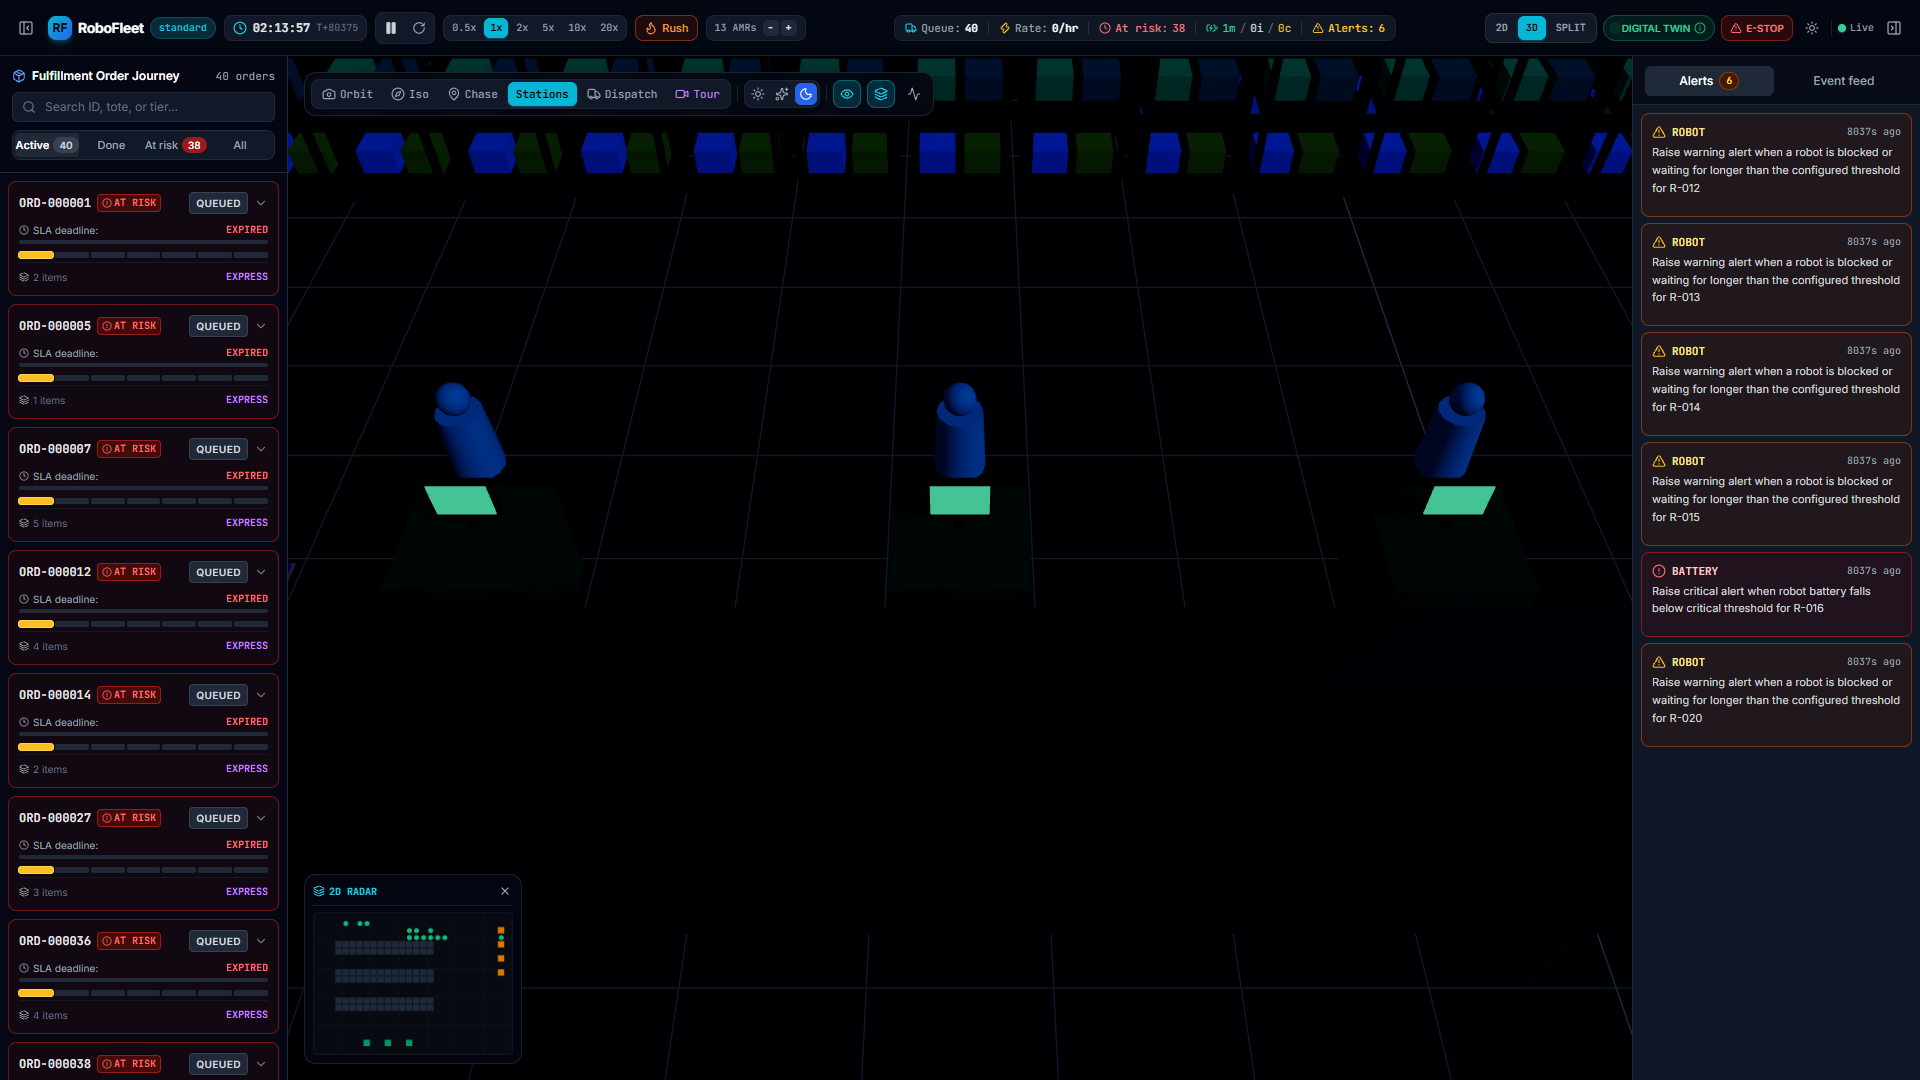 RF RoboFleet standard 02:13:57 T+80375 0.5x 1x 2x 5x 10x 20x Rush 13 AMRs - + Queue: 40 Rate: 0/hr At risk: 38 1m / 0i / 0c Alerts: 6 2D 3D SPLIT DIGITAL TWIN E-STOP Live
Fulfillment Order Journey 40 orders
Search ID, tote, or tier...
Active 40 Done At risk 38 All
ORD-000001 AT RISK QUEUED
SLA deadline: EXPIRED
2 items EXPRESS
ORD-000005 AT RISK QUEUED
SLA deadline: EXPIRED
1 items EXPRESS
ORD-000007 AT RISK QUEUED
SLA deadline: EXPIRED
5 items EXPRESS
ORD-000012 AT RISK QUEUED
SLA deadline: EXPIRED
4 items EXPRESS
ORD-000014 AT RISK QUEUED
SLA deadline: EXPIRED
2 items EXPRESS
ORD-000027 AT RISK QUEUED
SLA deadline: EXPIRED
3 items EXPRESS
ORD-000036 AT RISK QUEUED
SLA deadline: EXPIRED
4 items EXPRESS
ORD-000038 AT RISK QUEUED
Orbit Iso Chase Stations Dispatch Tour
2D RADAR
Alerts 6 Event feed
ROBOT 8037s ago
Raise warning alert when a robot is blocked or
waiting for longer than the configured threshold
for R-012
ROBOT 8037s ago
Raise warning alert when a robot is blocked or
waiting for longer than the configured threshold
for R-013
ROBOT 8037s ago
Raise warning alert when a robot is blocked or
waiting for longer than the configured threshold
for R-014
ROBOT 8037s ago
Raise warning alert when a robot is blocked or
waiting for longer than the configured threshold
for R-015
BATTERY 8037s ago
Raise critical alert when robot battery falls
below critical threshold for R-016
ROBOT 8037s ago
Raise warning alert when a robot is blocked or
waiting for longer than the configured threshold
for R-020